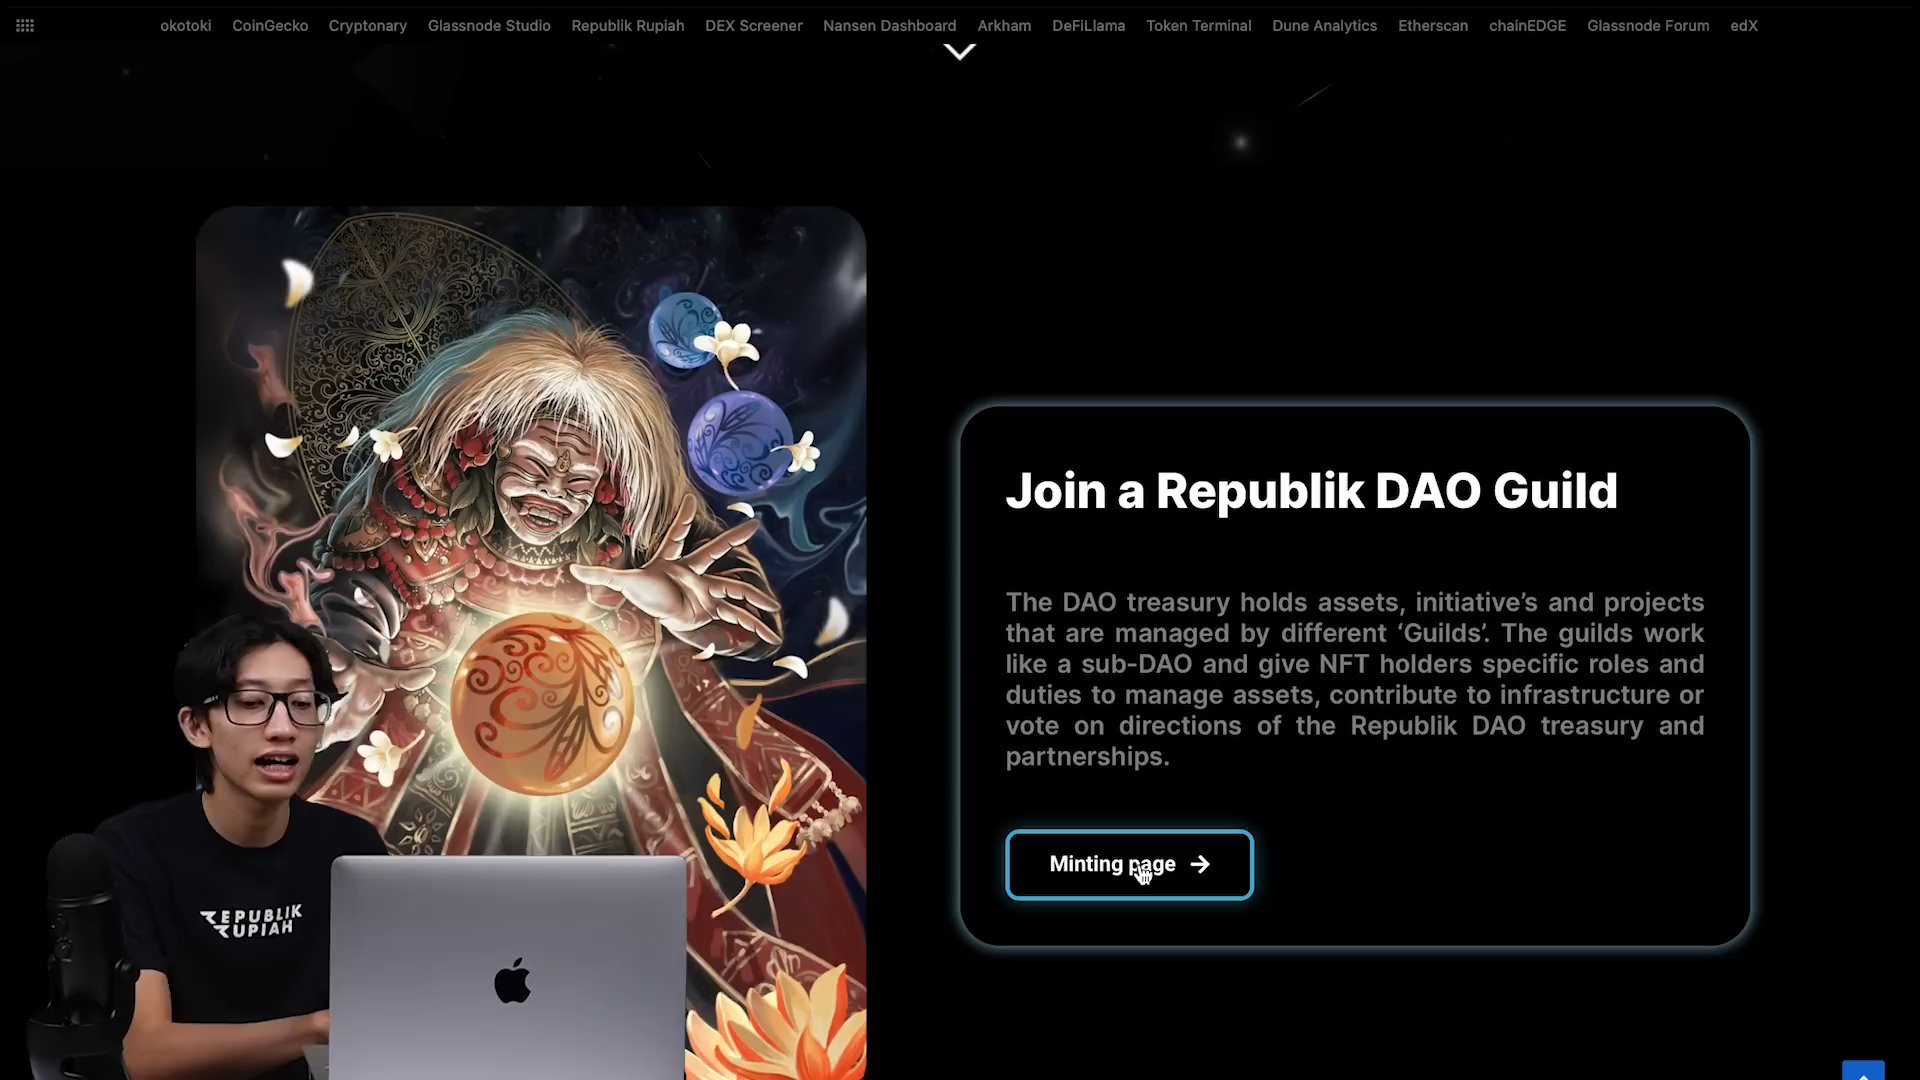 okotoki CoinGecko Cryptonary Glassnode Studio Republik Rupiah DEX Screener Nansen Dashboard Arkham DeFiLlama Token Terminal Dune Analytics Etherscan chainEDGE Glassnode Forum edX
Join a Republik DAO Guild
The DAO treasury holds assets, initiative’s and projects
that are managed by different ‘Guilds’. The guilds work
like a sub-DAO and give NFT holders specific roles and
duties to manage assets, contribute to infrastructure or
vote on directions of the Republik DAO treasury and
partnerships.
Minting page
REPUBLIK
RUPIAH